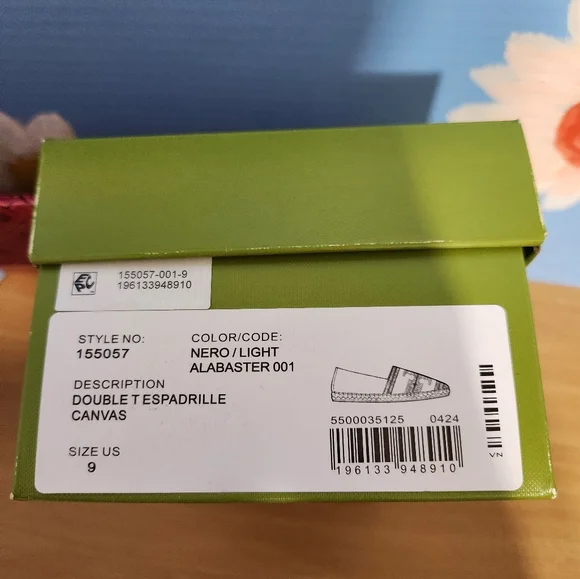 155057-001-9
196133948910
STYLE NO:
155057
COLOR/CODE:
NERO/LIGHT
ALABASTER 001
DESCRIPTION
DOUBLE T ESPADRILLE
CANVAS
SIZE US
9
5500035125 0424
196133 948910
VN